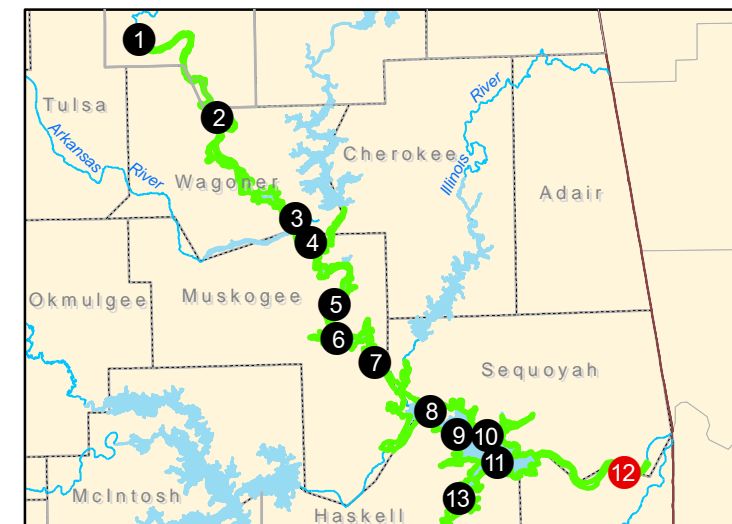 1
River
2
Tulsa
Cherokee
Arkansas
River
Wagoner
Illinois
Adair
3
4
Okmulgee
Muskogee
5
6
7
Sequoyah
8
9
10
11
12
McIntosh
13
Haskell